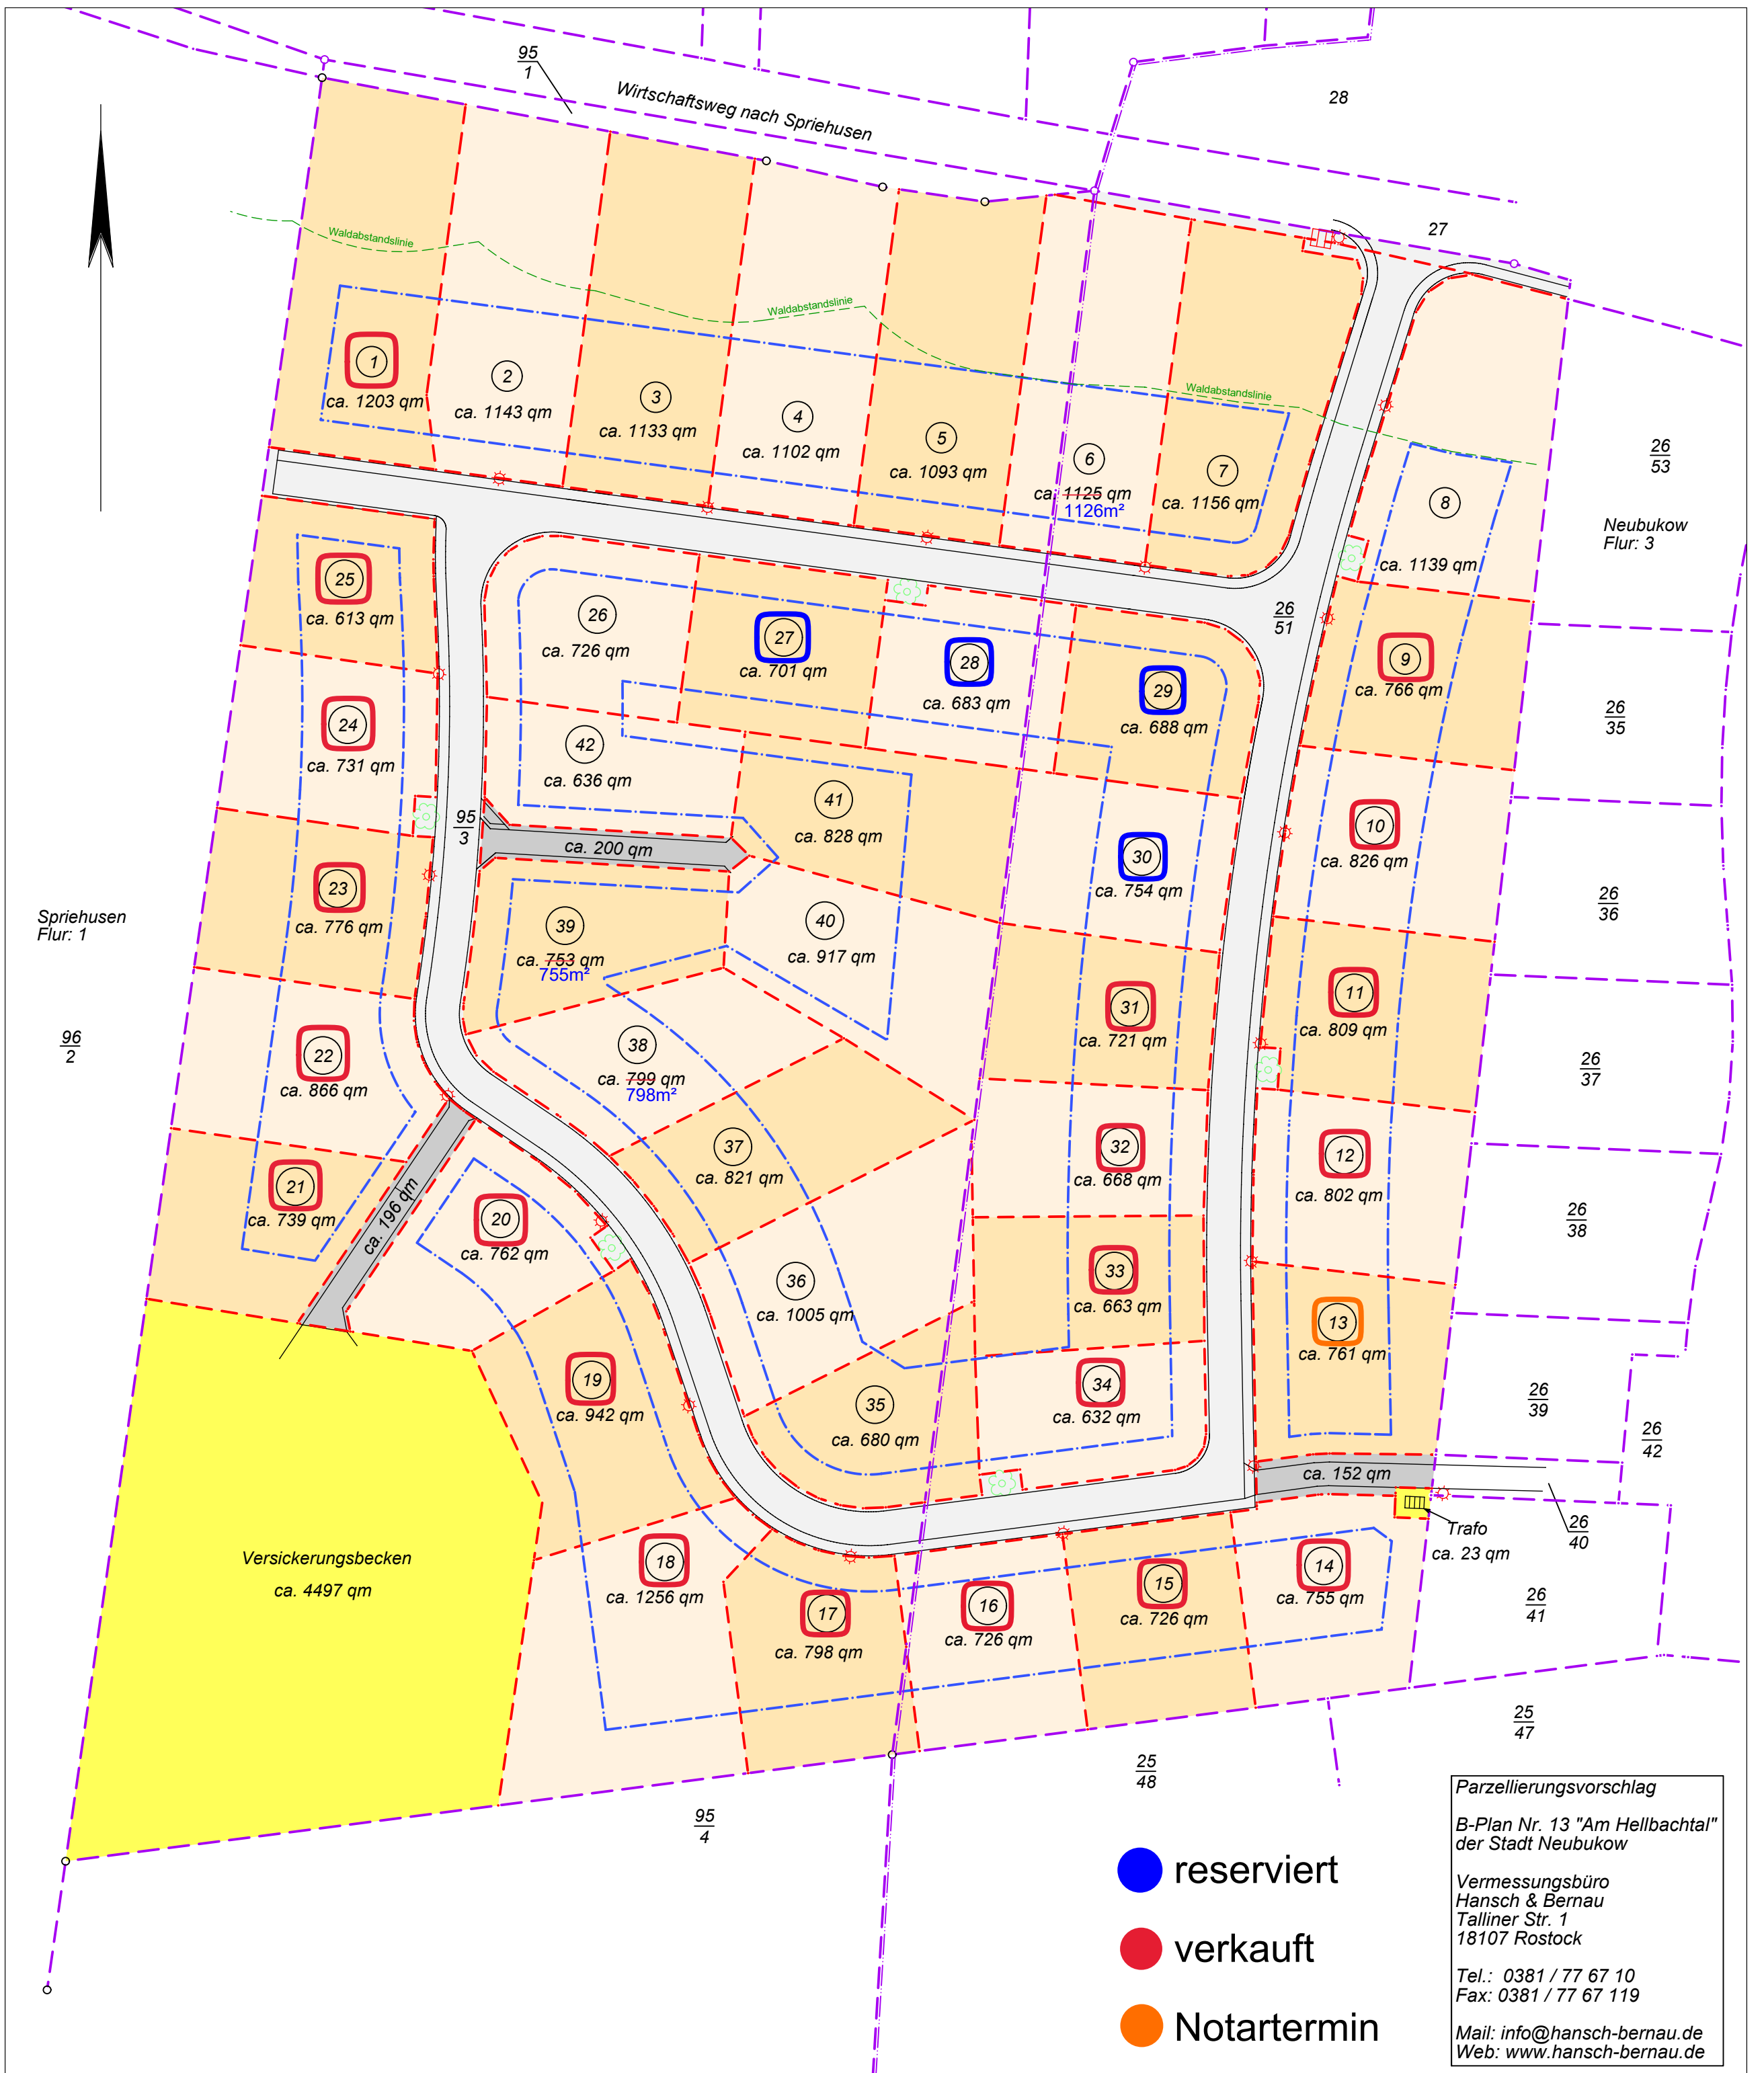 95
1
Wirtschaftsweg nach Spriehusen
28
27
Waldabstandslinie
Waldabstandslinie
Waldabstandslinie
1
ca. 1203 qm
2
ca. 1143 qm
3
ca. 1133 qm
4
ca. 1102 qm
5
ca. 1093 qm
6
ca. 1125 qm
1126m²
7
ca. 1156 qm
8
ca. 1139 qm
26
53
Neubukow
Flur: 3
25
ca. 613 qm
26
ca. 726 qm
27
ca. 701 qm
28
ca. 683 qm
29
ca. 688 qm
26
51
9
ca. 766 qm
26
35
24
ca. 731 qm
42
ca. 636 qm
41
ca. 828 qm
30
ca. 754 qm
10
ca. 826 qm
95
3
ca. 200 qm
26
36
23
ca. 776 qm
39
ca. 753 qm
755m²
40
ca. 917 qm
Spriehusen
Flur: 1
31
ca. 721 qm
11
ca. 809 qm
96
2
22
ca. 866 qm
38
ca. 799 qm
798m²
26
37
37
ca. 821 qm
32
ca. 668 qm
12
ca. 802 qm
21
ca. 739 qm
ca. 196 qm
20
ca. 762 qm
26
38
36
ca. 1005 qm
33
ca. 663 qm
13
ca. 761 qm
19
ca. 942 qm
35
ca. 680 qm
34
ca. 632 qm
26
39
26
42
ca. 152 qm
Trafo
ca. 23 qm
26
40
Versickerungsbecken
ca. 4497 qm
18
ca. 1256 qm
17
ca. 798 qm
16
ca. 726 qm
15
ca. 726 qm
14
ca. 755 qm
26
41
25
47
25
48
95
4
reserviert
verkauft
Notartermin
Parzellierungsvorschlag
B-Plan Nr. 13 "Am Hellbachtal"
der Stadt Neubukow
Vermessungsbüro
Hansch & Bernau
Talliner Str. 1
18107 Rostock
Tel.: 0381 / 77 67 10
Fax: 0381 / 77 67 119
Mail: info@hansch-bernau.de
Web: www.hansch-bernau.de